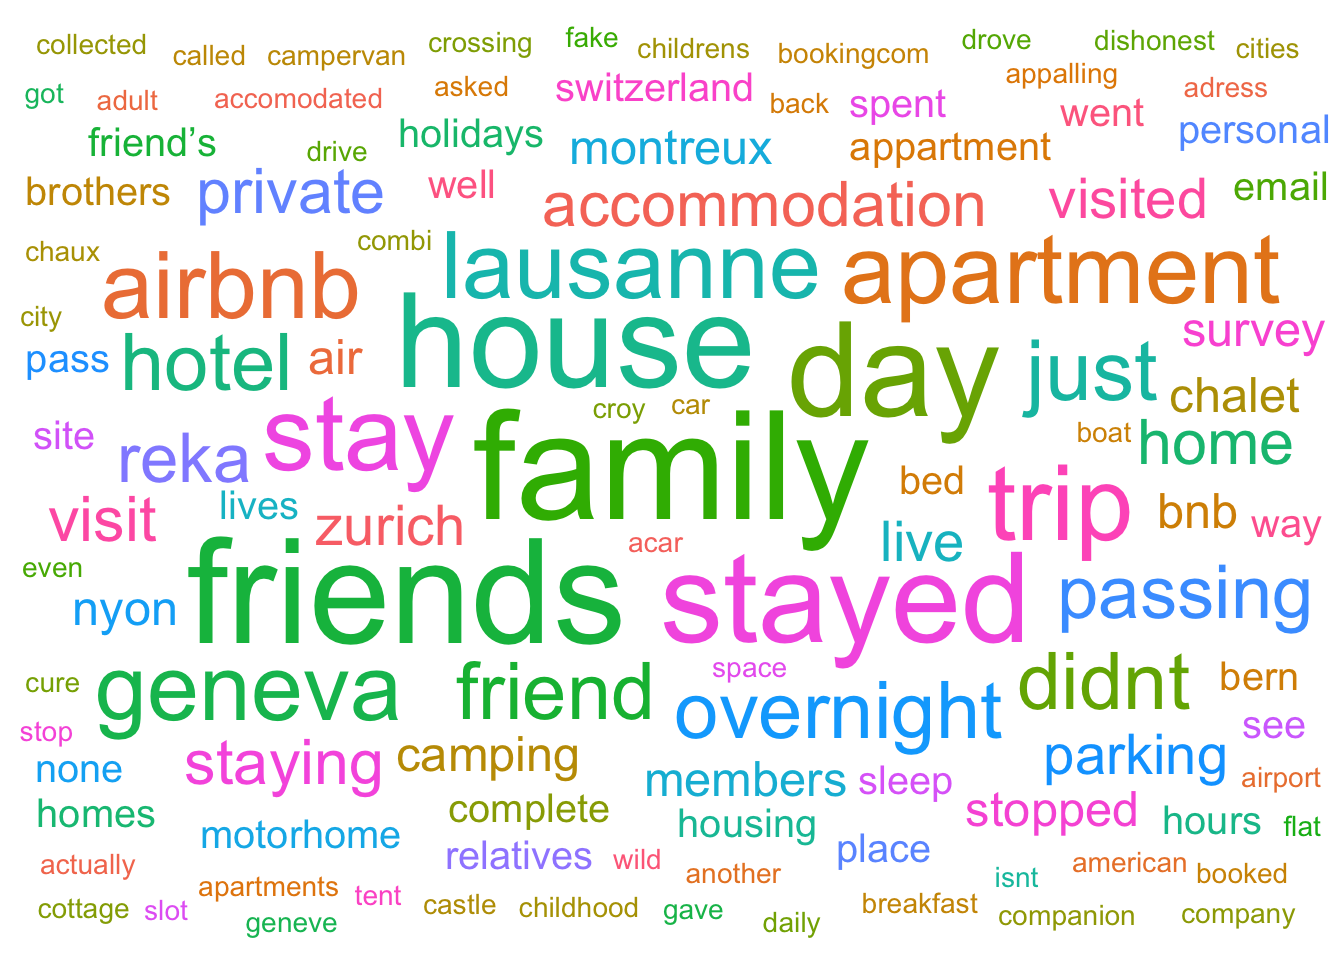 collected called campervan crossing fake childrens bookingcom drove dishonest cities
got adult accomodated asked switzerland back spent appalling went adress
friend’s drive holidays montreux appartment personal
brothers private well accommodation visited email
chaux airbnb combi lausanne apartment
city house day survey
pass hotel air just chalet
site reka stay croy car family boat home
visit lives zurich acar bed live trip bnb way
even nyon friends stayed passing
cure geneva friend space overnight didnt bern
stop staying camping see
none members sleep parking airport
homes motorhome complete housing place stopped hours flat
actually relatives wild another isnt american booked
cottage slot apartments geneve tent castle childhood gave daily breakfast companion company